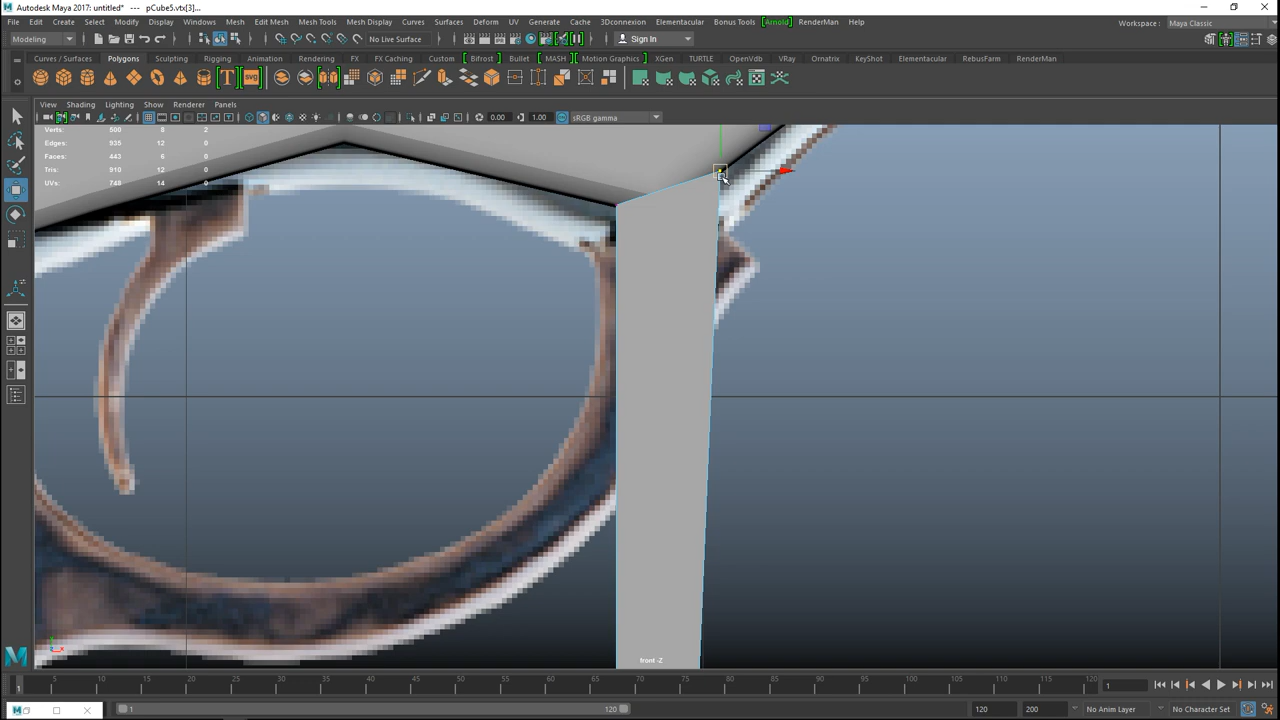 Autodesk Maya 2017: untitled*   ---   pCube5.vtx[3]...
File Edit Create Select Modify Display Windows Mesh Edit Mesh Mesh Tools Mesh Display Curves Surfaces Deform UV Generate Cache 3Dconnexion Elementacular Bonus Tools [Arnold] RenderMan Help
Workspace : Maya Classic
Modeling No Live Surface Sign In
Curves / Surfaces Polygons Sculpting Rigging Animation Rendering FX FX Caching Custom Bifrost Bullet MASH Motion Graphics XGen TURTLE OpenVdb VRay Ornatrix KeyShot Elementacular RebusFarm RenderMan
View Shading Lighting Show Renderer Panels
0.00 1.00 sRGB gamma
Verts: 500 8 2
Edges: 935 12 0
Faces: 443 6 0
Tris: 910 12 0
UVs: 748 14 0
front -Z
1 5 10 15 20 25 30 35 40 45 50 55 60 65 70 75 80 85 90 95 100 105 110 115 120 1
1 120 120 200 No Anim Layer No Character Set